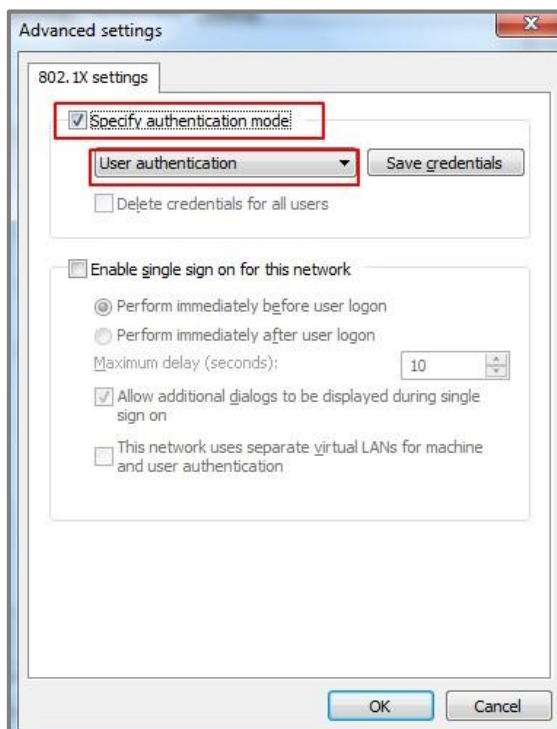 Advanced settings
802.1X settings
Specify authentication mode
User authentication
Save credentials
Delete credentials for all users
Enable single sign on for this network
Perform immediately before user logon
Perform immediately after user logon
Maximum delay (seconds):
10
Allow additional dialogs to be displayed during single
sign on
This network uses separate virtual LANs for machine
and user authentication
OK
Cancel